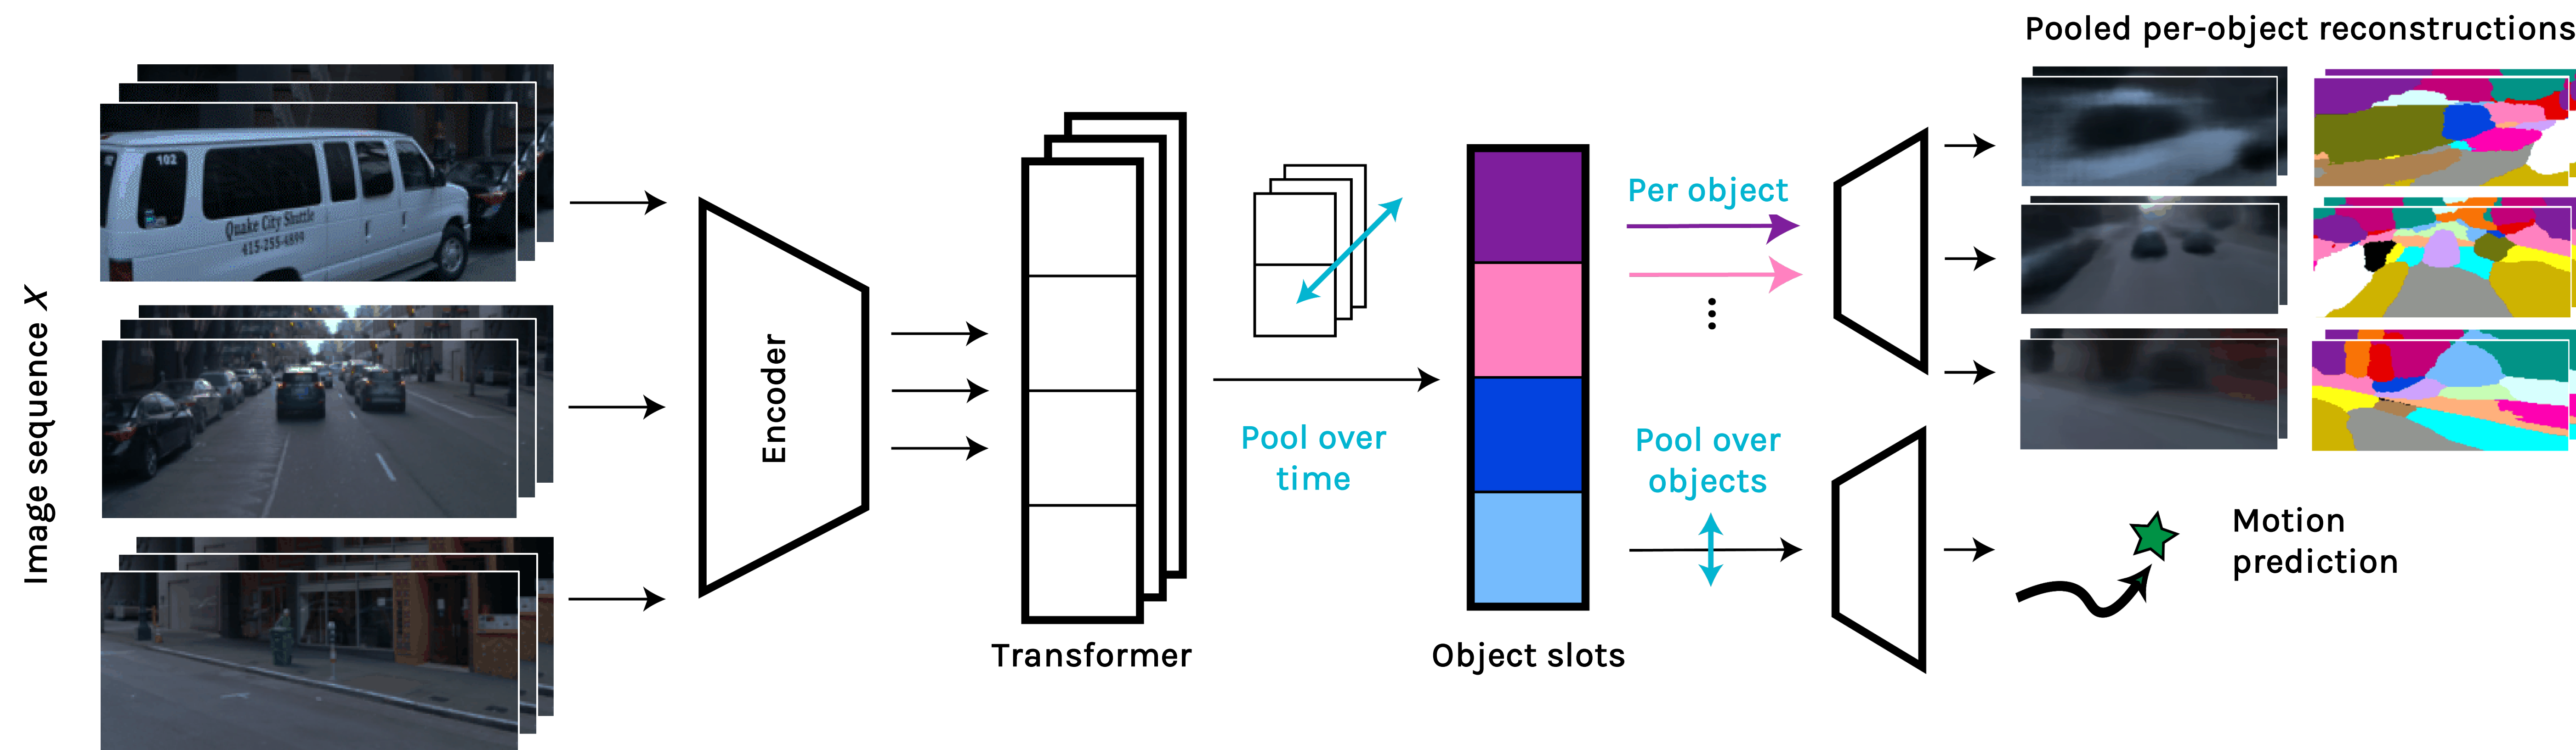 Pooled per-object reconstructions
Image sequence X
102
Quake City Shuttle
415-255-4899
Encoder
Transformer
Pool over
time
Object slots
Per object
Pool over
objects
Motion
prediction